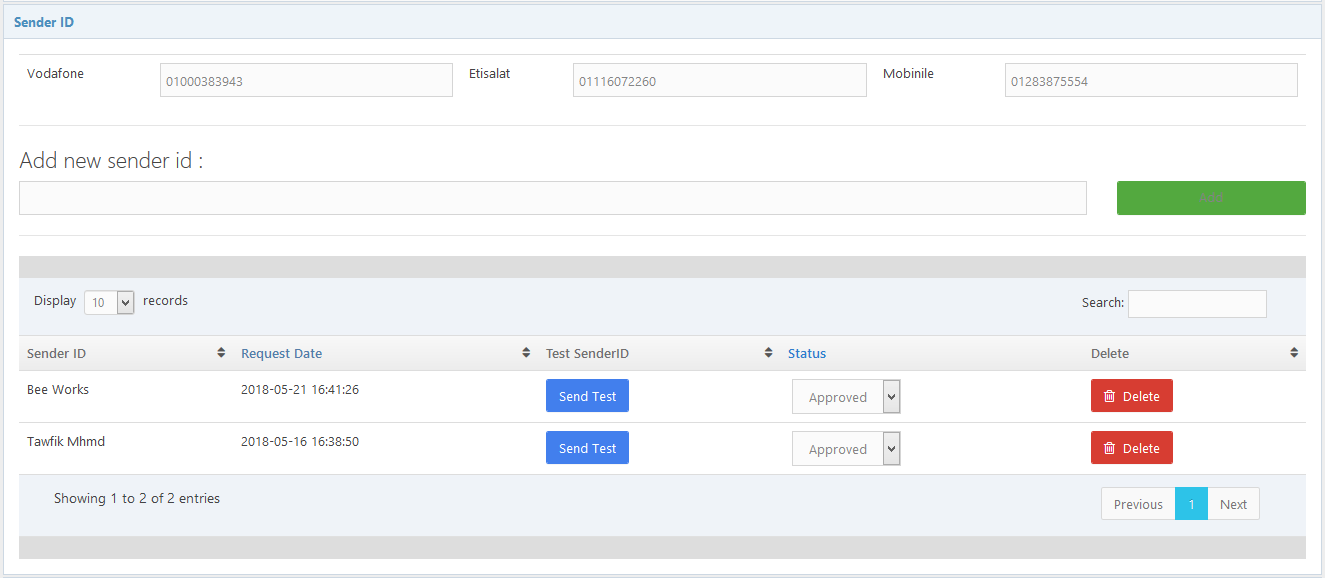 Sender ID
Vodafone 01000383943 Etisalat 01116072260 Mobinile 01283875554
Add new sender id :
Display 10 records Search:
Sender ID Request Date Test SenderID Status Delete
Bee Works 2018-05-21 16:41:26 Send Test Approved Delete
Tawfik Mhmd 2018-05-16 16:38:50 Send Test Approved Delete
Showing 1 to 2 of 2 entries Previous 1 Next